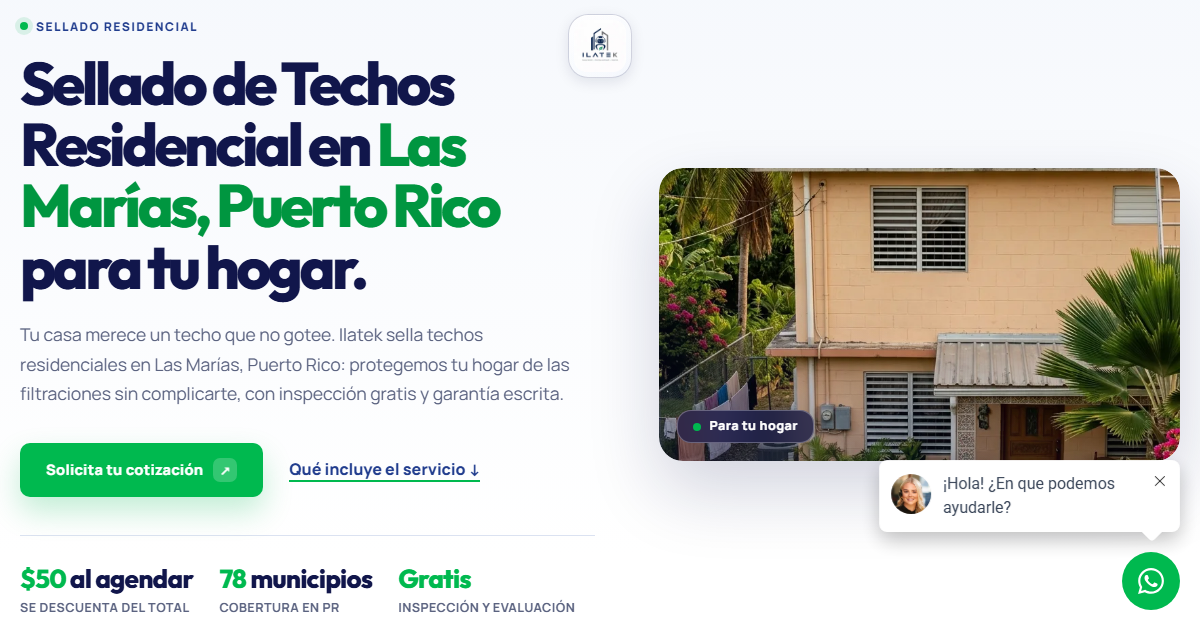 SELLADO RESIDENCIAL
ILATEK
Sellado de Techos
Residencial en Las
Marías, Puerto Rico
para tu hogar.
Tu casa merece un techo que no gotee. Ilatek sella techos
residenciales en Las Marías, Puerto Rico: protegemos tu hogar de las
filtraciones sin complicarte, con inspección gratis y garantía escrita.
Solicita tu cotización ↗
Qué incluye el servicio ↓
Para tu hogar
¡Hola! ¿En que podemos
ayudarle?
$50 al agendar
SE DESCUENTA DEL TOTAL
78 municipios
COBERTURA EN PR
Gratis
INSPECCIÓN Y EVALUACIÓN